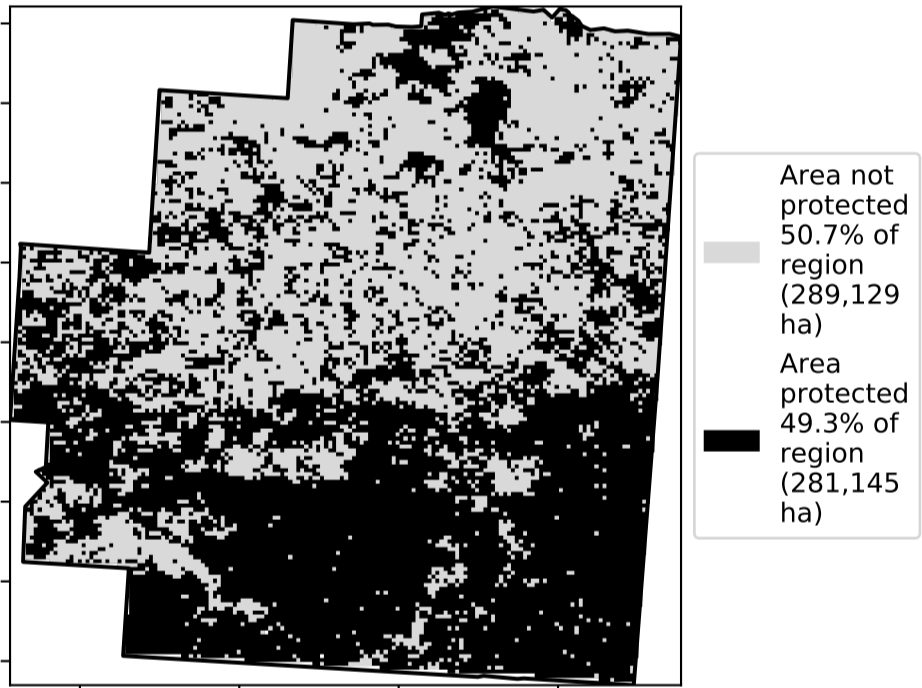 Area not
protected
50.7% of
region
(289,129
ha)
Area
protected
49.3% of
region
(281,145
ha)